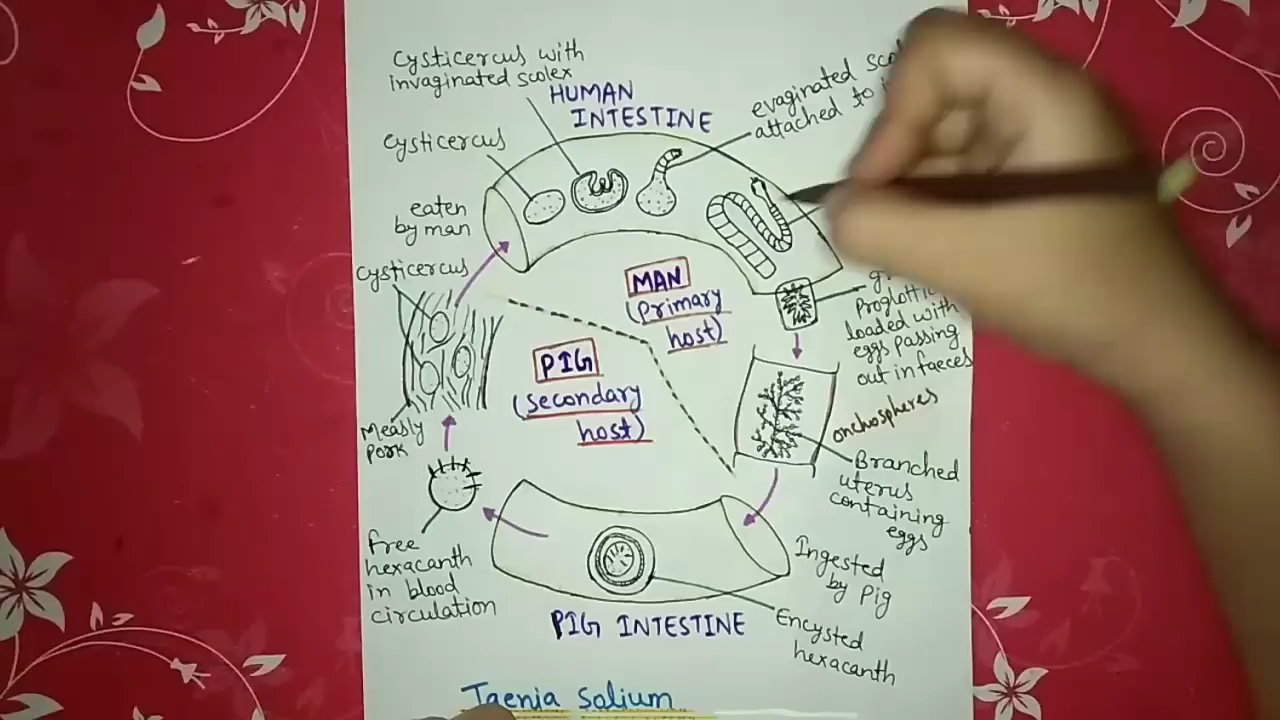 Cysticercus with
invaginated scolex
HUMAN
INTESTINE
evaginated
attached to
cysticercus
eaten
by man
cysticercus
MAN
(Primary
host)
loaded with
eggs passing
out in faeces
PIG
(secondary
host)
onchospheres
Measly
pork
Branched
uterus
containing
eggs
free
hexacanth
in blood
circulation
Ingested
by Pig
PIG INTESTINE
Encysted
hexacanth
Taenia Solium